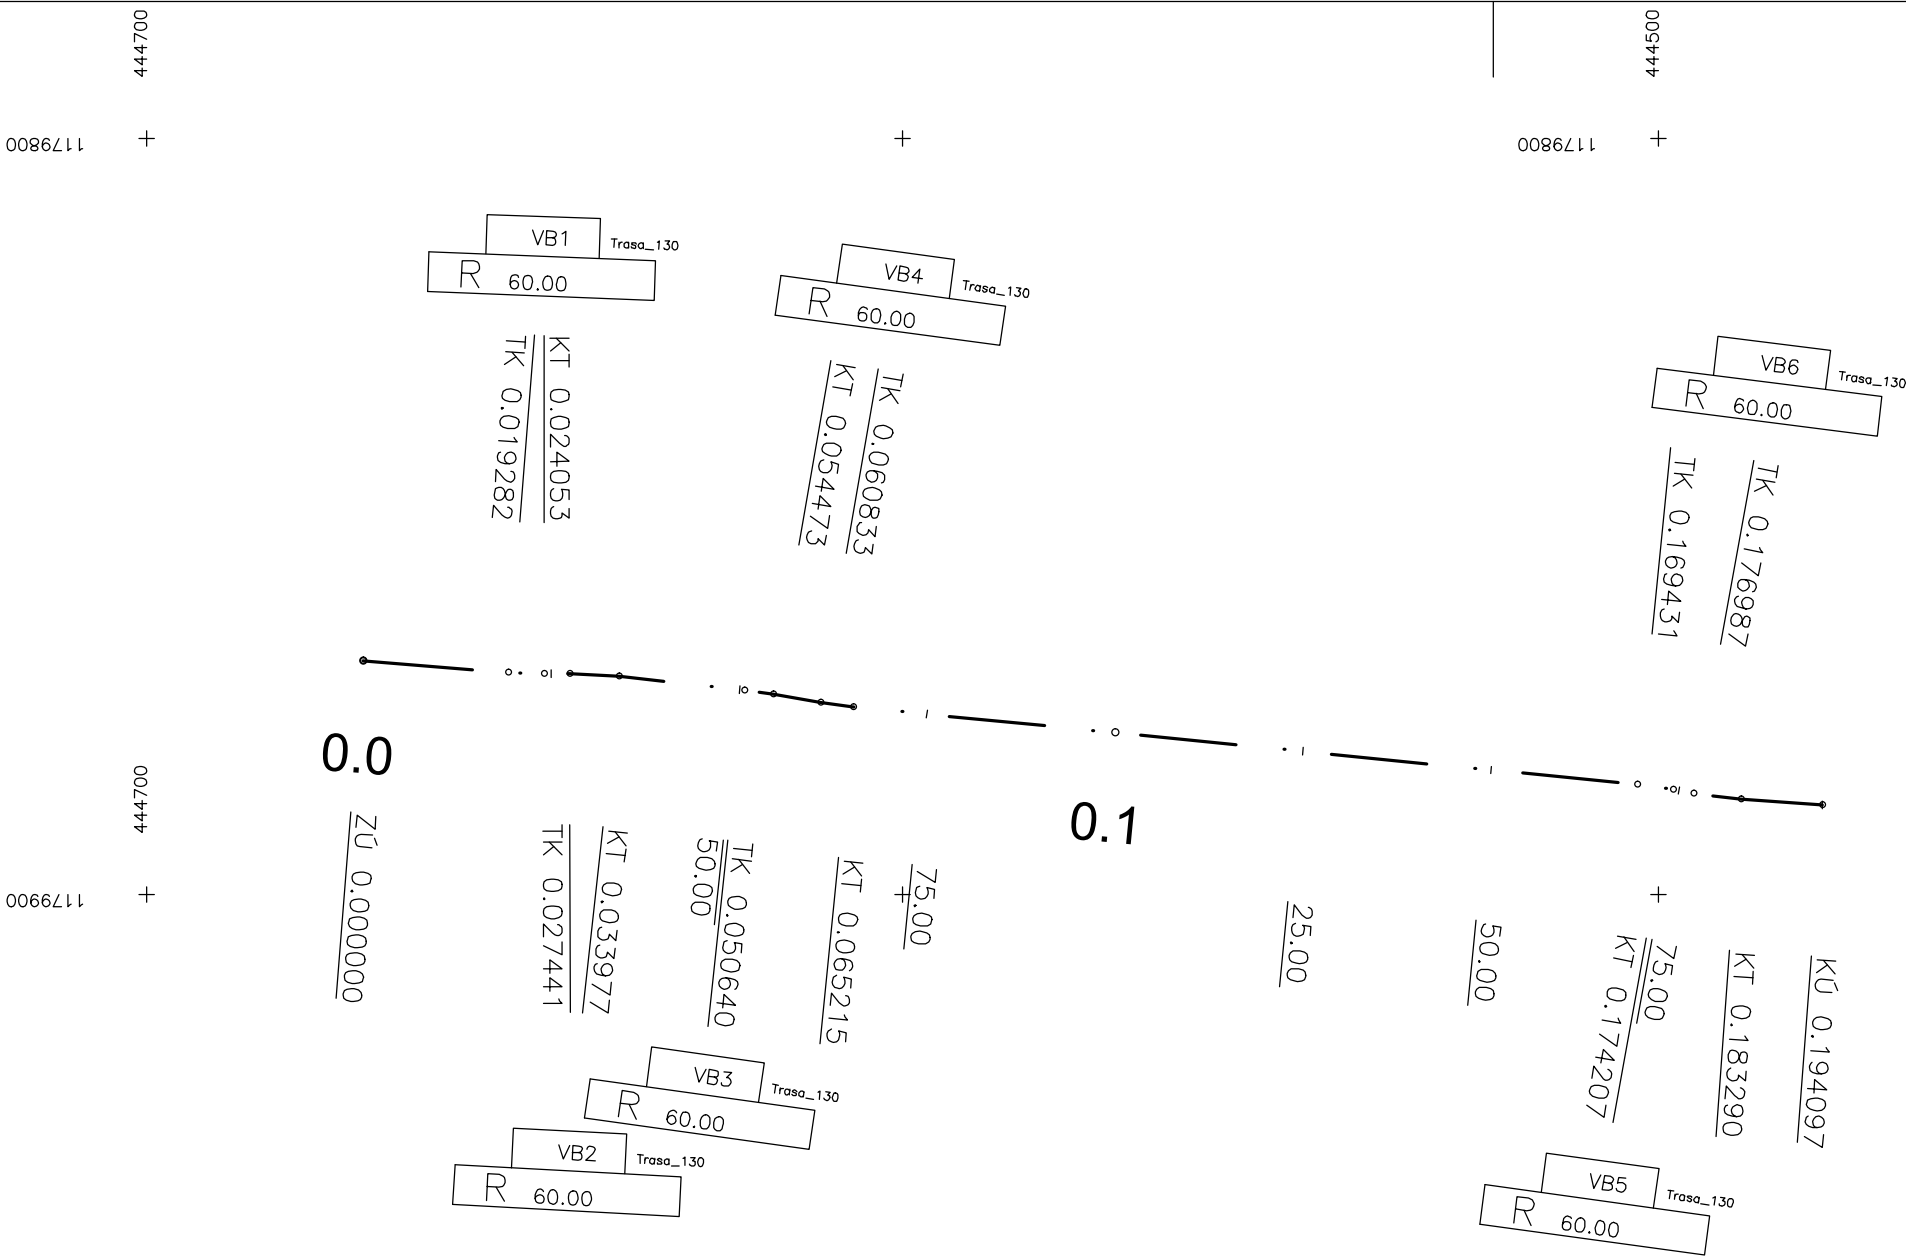 444700
444500
1179800
1179800
VB1
Trasa_130
R 60.00
VB4
Trasa_130
R 60.00
VB6
Trasa_130
R 60.00
TK 0.019282
KT 0.024053
KT 0.054473
TK 0.060833
TK 0.169431
TK 0.176987
0.0
0.1
444700
1179900
ZÚ 0.000000
TK 0.027441
KT 0.033977
50.00
TK 0.050640
KT 0.065215
75.00
25.00
50.00
KT 0.174207
75.00
KT 0.183290
KÚ 0.194097
VB3
Trasa_130
R 60.00
VB2
Trasa_130
R 60.00
VB5
Trasa_130
R 60.00